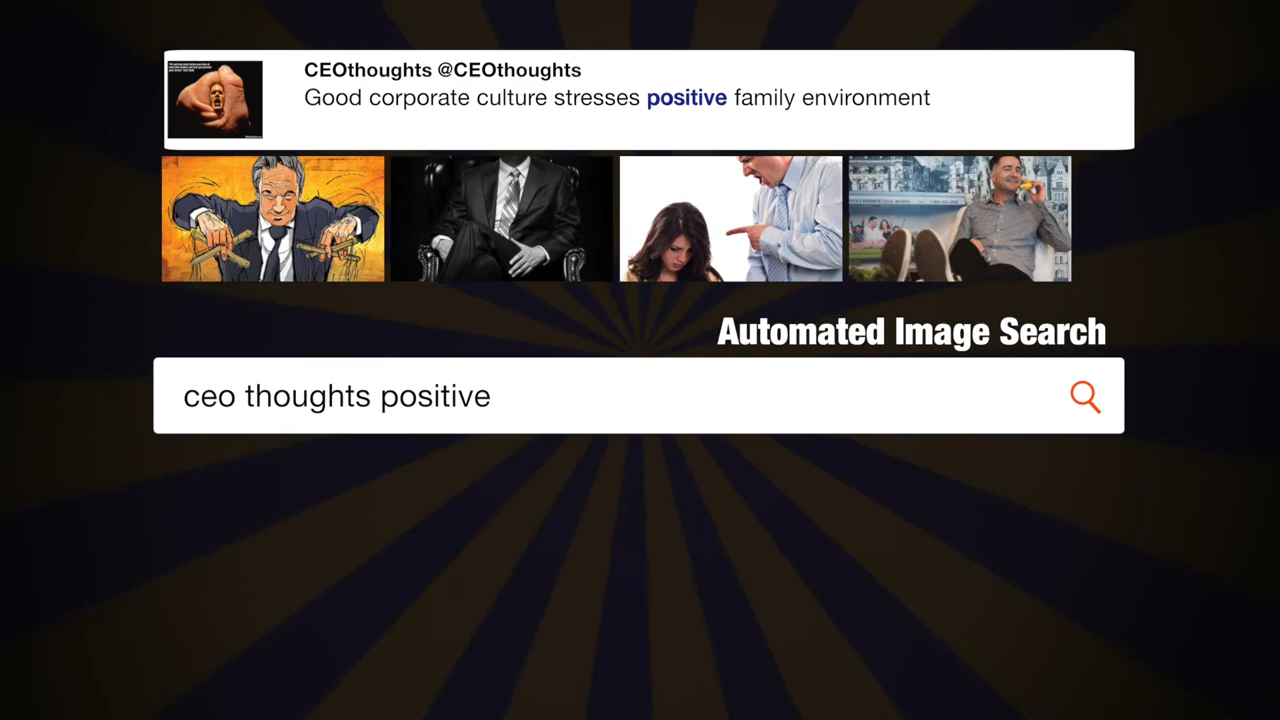 CEOthoughts @CEOthoughts
Good corporate culture stresses positive family environment
Automated Image Search
ceo thoughts positive